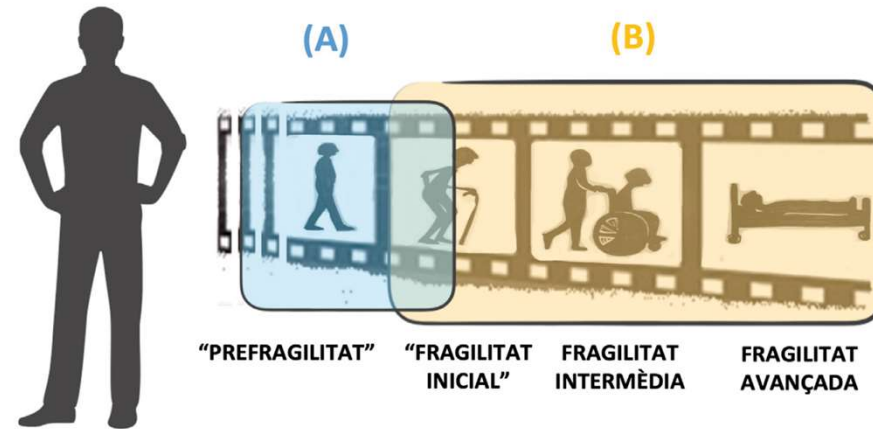 (A)
(B)
“PREFRAGILITAT”
“FRAGILITAT
INICIAL”
FRAGILITAT
INTERMÈDIA
FRAGILITAT
AVANÇADA